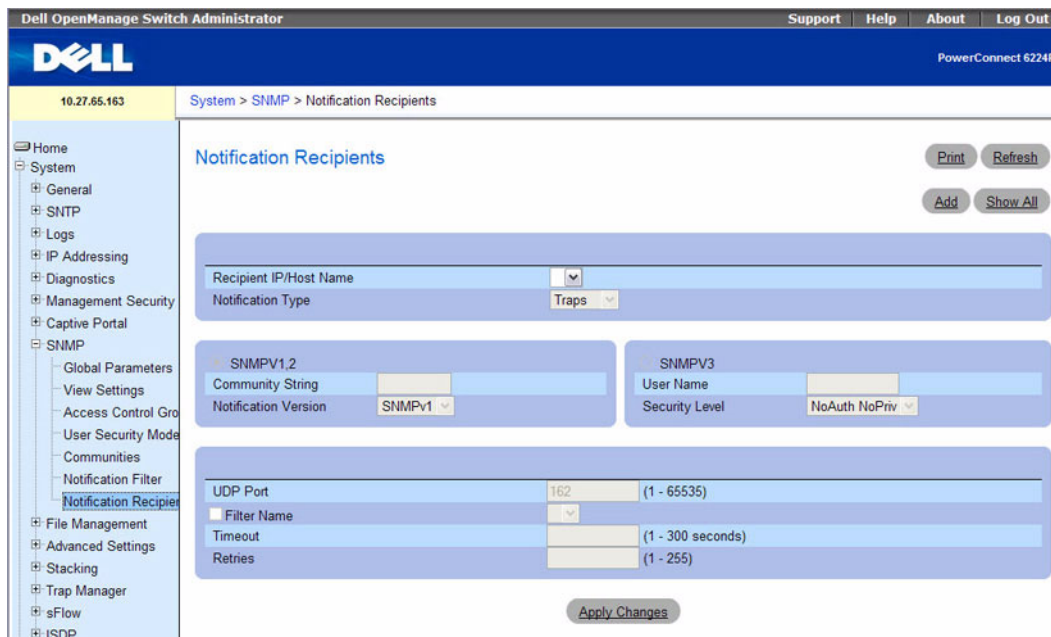 Dell OpenManage Switch Administrator
Support Help About Log Out
DELL
PowerConnect 6224
10.27.65.163
System > SNMP > Notification Recipients
Home
System
General
SNTP
Logs
IP Addressing
Diagnostics
Management Security
Captive Portal
SNMP
Global Parameters
View Settings
Access Control Gro
User Security Mode
Communities
Notification Filter
Notification Recipien
File Management
Advanced Settings
Stacking
Trap Manager
sFlow
ISDP
Notification Recipients
Print Refresh
Add Show All
Recipient IP/Host Name
Notification Type Traps
SNMPV1,2
Community String
Notification Version SNMPv1
SNMPV3
User Name
Security Level NoAuth NoPriv
UDP Port 162 (1 - 65535)
Filter Name
Timeout (1 - 300 seconds)
Retries (1 - 255)
Apply Changes